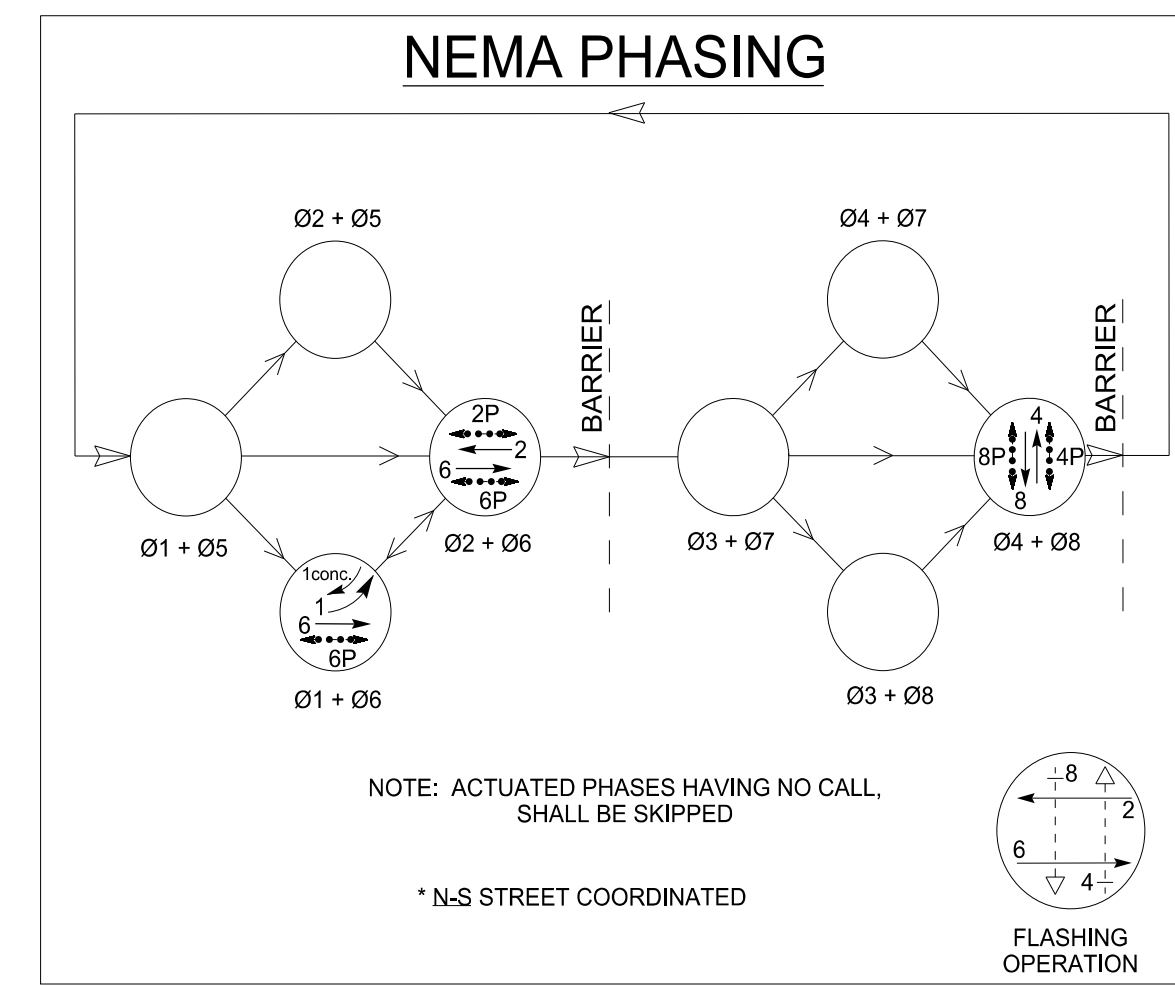 NEMA PHASING
Ø2 + Ø5
Ø4 + Ø7
BARRIER
BARRIER
2P
2
6
6P
4
8P
4P
8
Ø1 + Ø5
Ø2 + Ø6
Ø3 + Ø7
Ø4 + Ø8
1conc.
1
6
6P
Ø1 + Ø6
Ø3 + Ø8
NOTE: ACTUATED PHASES HAVING NO CALL,
SHALL BE SKIPPED
* N-S STREET COORDINATED
8
2
6
4
FLASHING
OPERATION